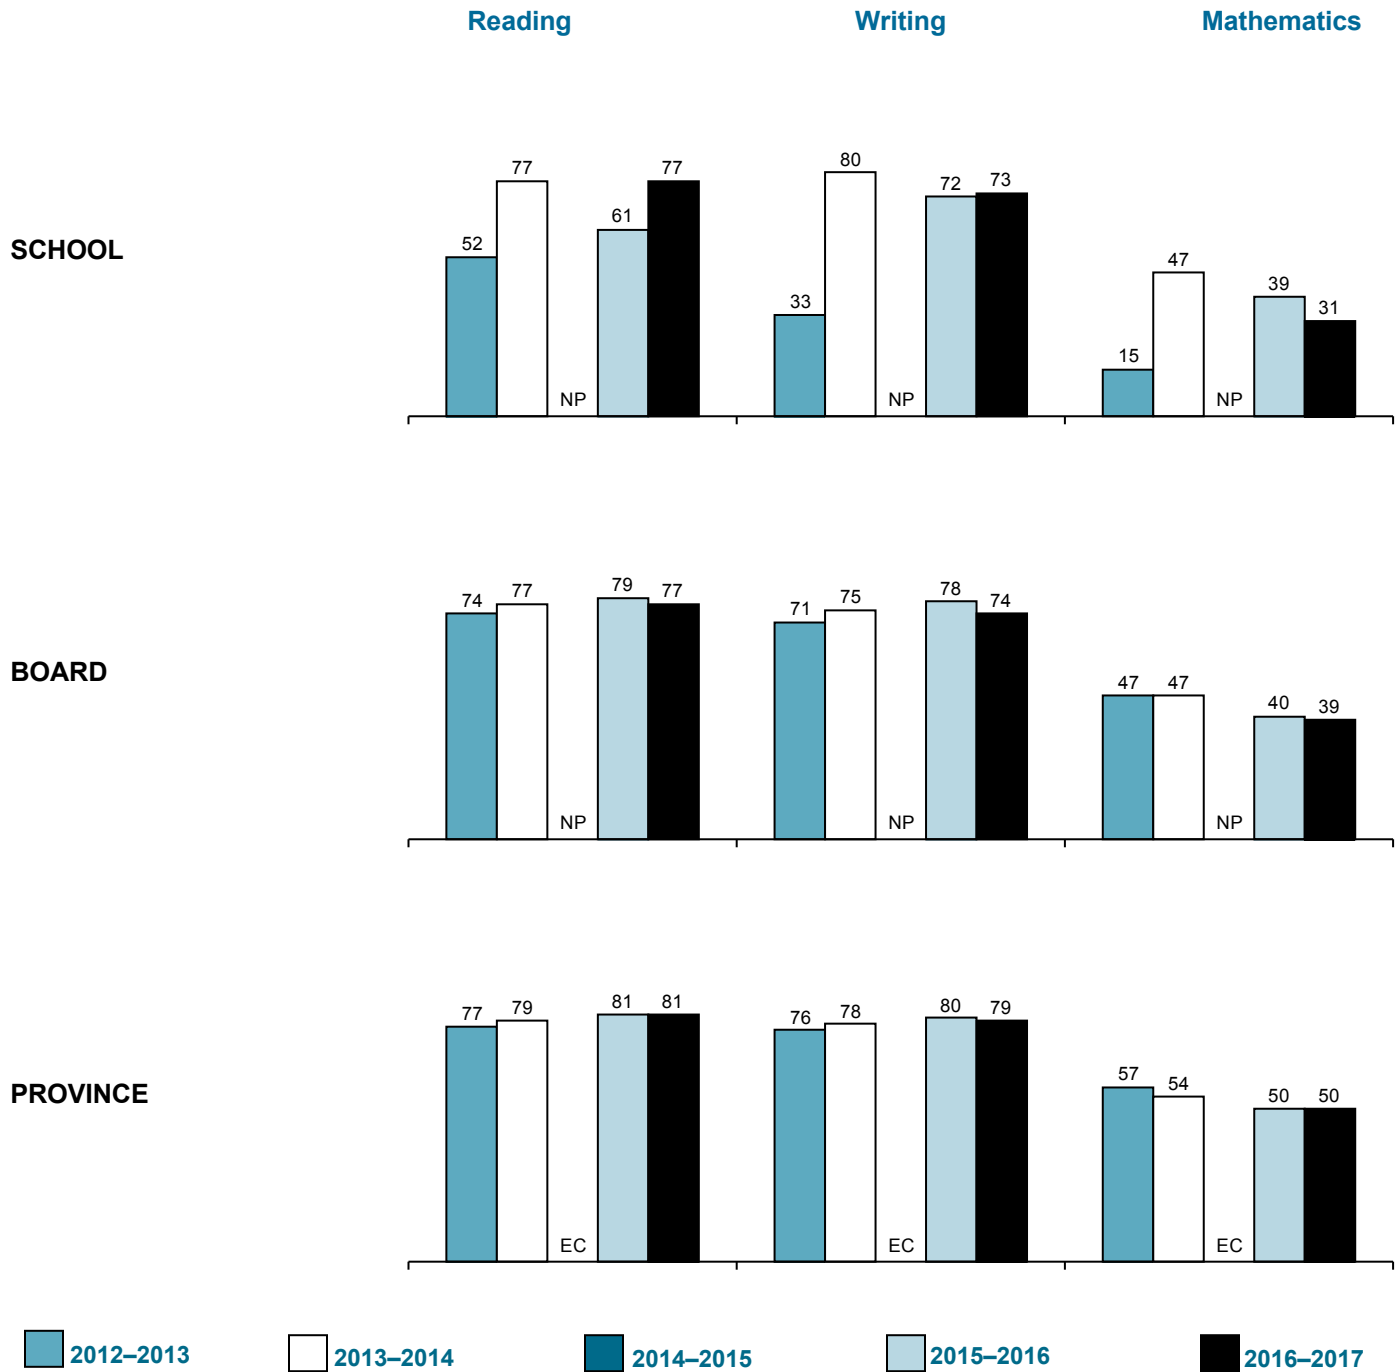 Reading Writing Mathematics
77 80
77 72 73
61
SCHOOL 52 47
33 39
31
15
NP NP NP
74 77 79 77 71 75 78 74
BOARD
47 47 40 39
NP NP NP
77 79 81 81 76 78 80 79
PROVINCE 57 54 50 50
EC EC EC
2012–2013 2013–2014 2014–2015 2015–2016 2016–2017